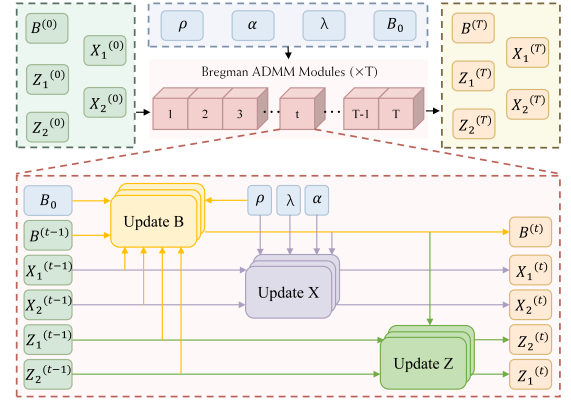 B^{(0)}
X_1^{(0)}
Z_1^{(0)}
X_2^{(0)}
Z_2^{(0)}
ρ α λ B_0
Bregman ADMM Modules (×T)
1 2 3 ··· t ··· T-1 T
B^{(T)}
X_1^{(T)}
Z_1^{(T)}
X_2^{(T)}
Z_2^{(T)}
B_0
Update B
ρ λ α
B^{(t-1)}
B^{(t)}
X_1^{(t-1)}
X_1^{(t)}
Update X
X_2^{(t-1)}
X_2^{(t)}
Z_1^{(t-1)}
Z_2^{(t)}
Update Z
Z_2^{(t-1)}
Z_1^{(t)}